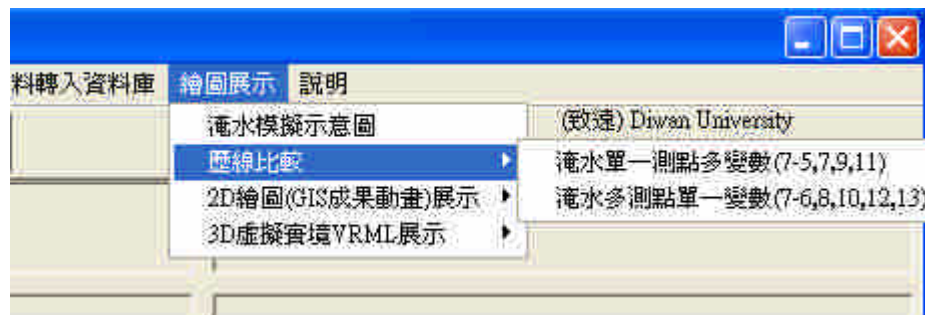 料轉入資料庫 繪圖展示 說明
淹水模擬示意圖
歷線比較
2D繪圖(GIS成果動畫)展示
3D虛擬實境VRML展示
(致遠) Diwan University
淹水單一測點多變數(7-5,7,9,11)
淹水多測點單一變數(7-6,8,10,12,13)